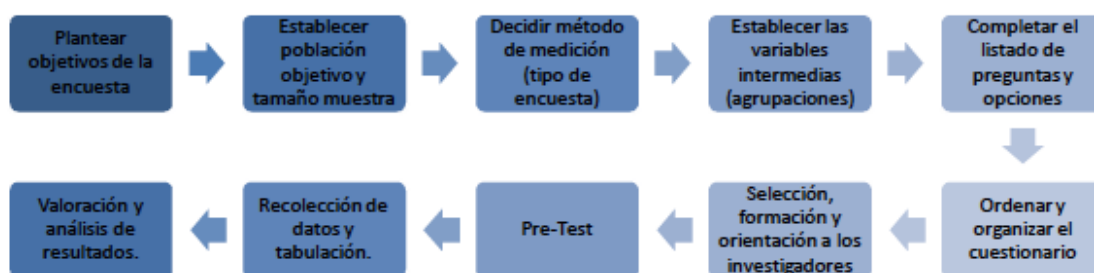 Plantear
objetivos de la
encuesta
Establecer
población
objetivo y
tamaño muestra
Decidir método
de medición
(tipo de
encuesta)
Establecer las
variables
intermedias
(agrupaciones)
Completar el
listado de
preguntas y
opciones
Ordenar y
organizar el
cuestionario
Selección,
formación y
orientación a los
investigadores
Pre-Test
Recolección de
datos y
tabulación.
Valoración y
análisis de
resultados.